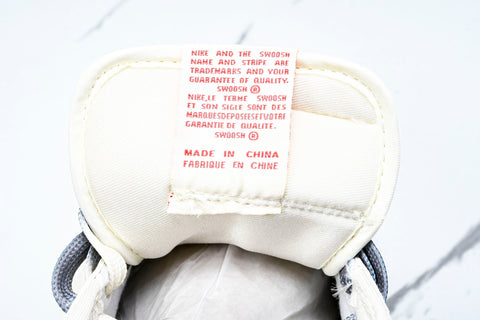 NIKE AND THE SWOOSH
NAME AND STRIPE ARE
TRADEMARKS AND YOUR
GUARANTEE OF QUALITY.
SWOOSH ®
NIKE,LE TERME SWOOSH
ET SON SIGLE SONT DES
MARQUESDEPOSEESETVOTRE
GARANTIE DE QUALITE.
SWOOSH ®
MADE IN CHINA
FABRIQUE EN CHINE